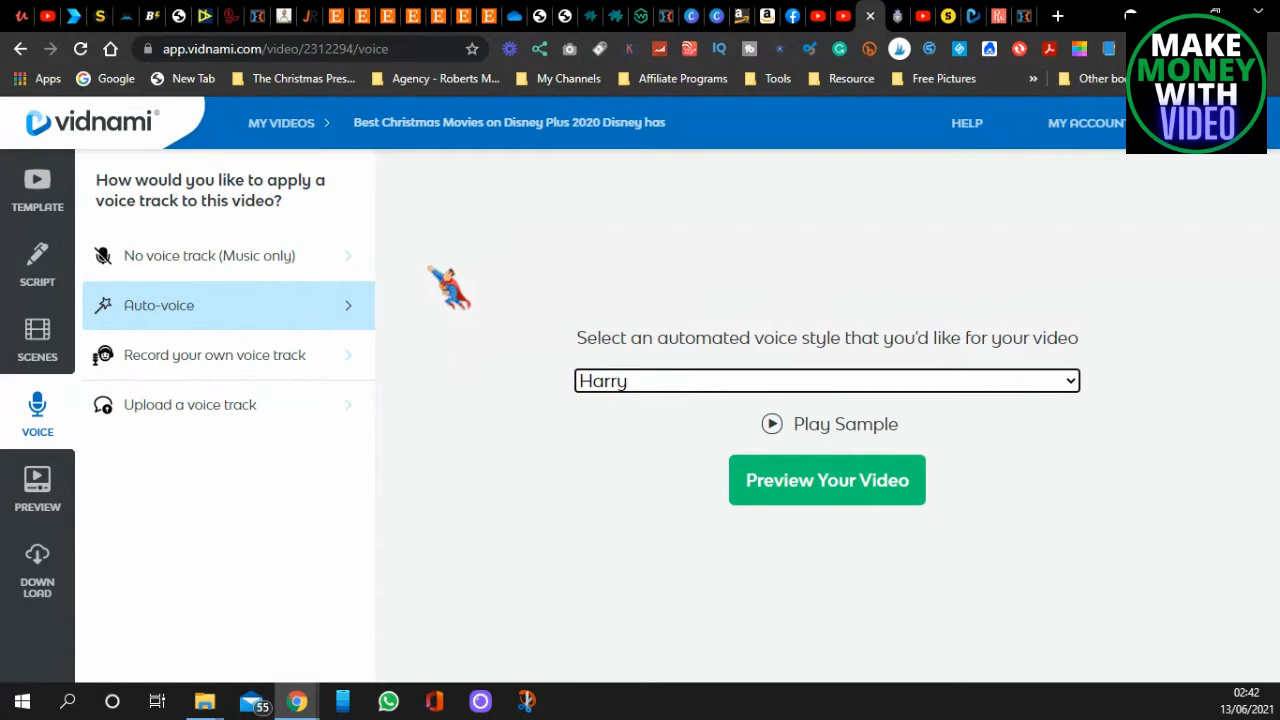 app.vidnami.com/video/2312294/voice
Apps
Google
New Tab
The Christmas Pres...
Agency - Roberts M...
My Channels
Affiliate Programs
Tools
Resource
Free Pictures
»
Other boo
MAKE
MONEY
WITH
VIDEO
vidnami®
MY VIDEOS >
Best Christmas Movies on Disney Plus 2020 Disney has
HELP
MY ACCOUNT
TEMPLATE
SCRIPT
SCENES
VOICE
PREVIEW
DOWN
LOAD
How would you like to apply a
voice track to this video?
No voice track (Music only)
Auto-voice
Record your own voice track
Upload a voice track
Select an automated voice style that you'd like for your video
Harry
Play Sample
Preview Your Video
55
02:42
13/06/2021